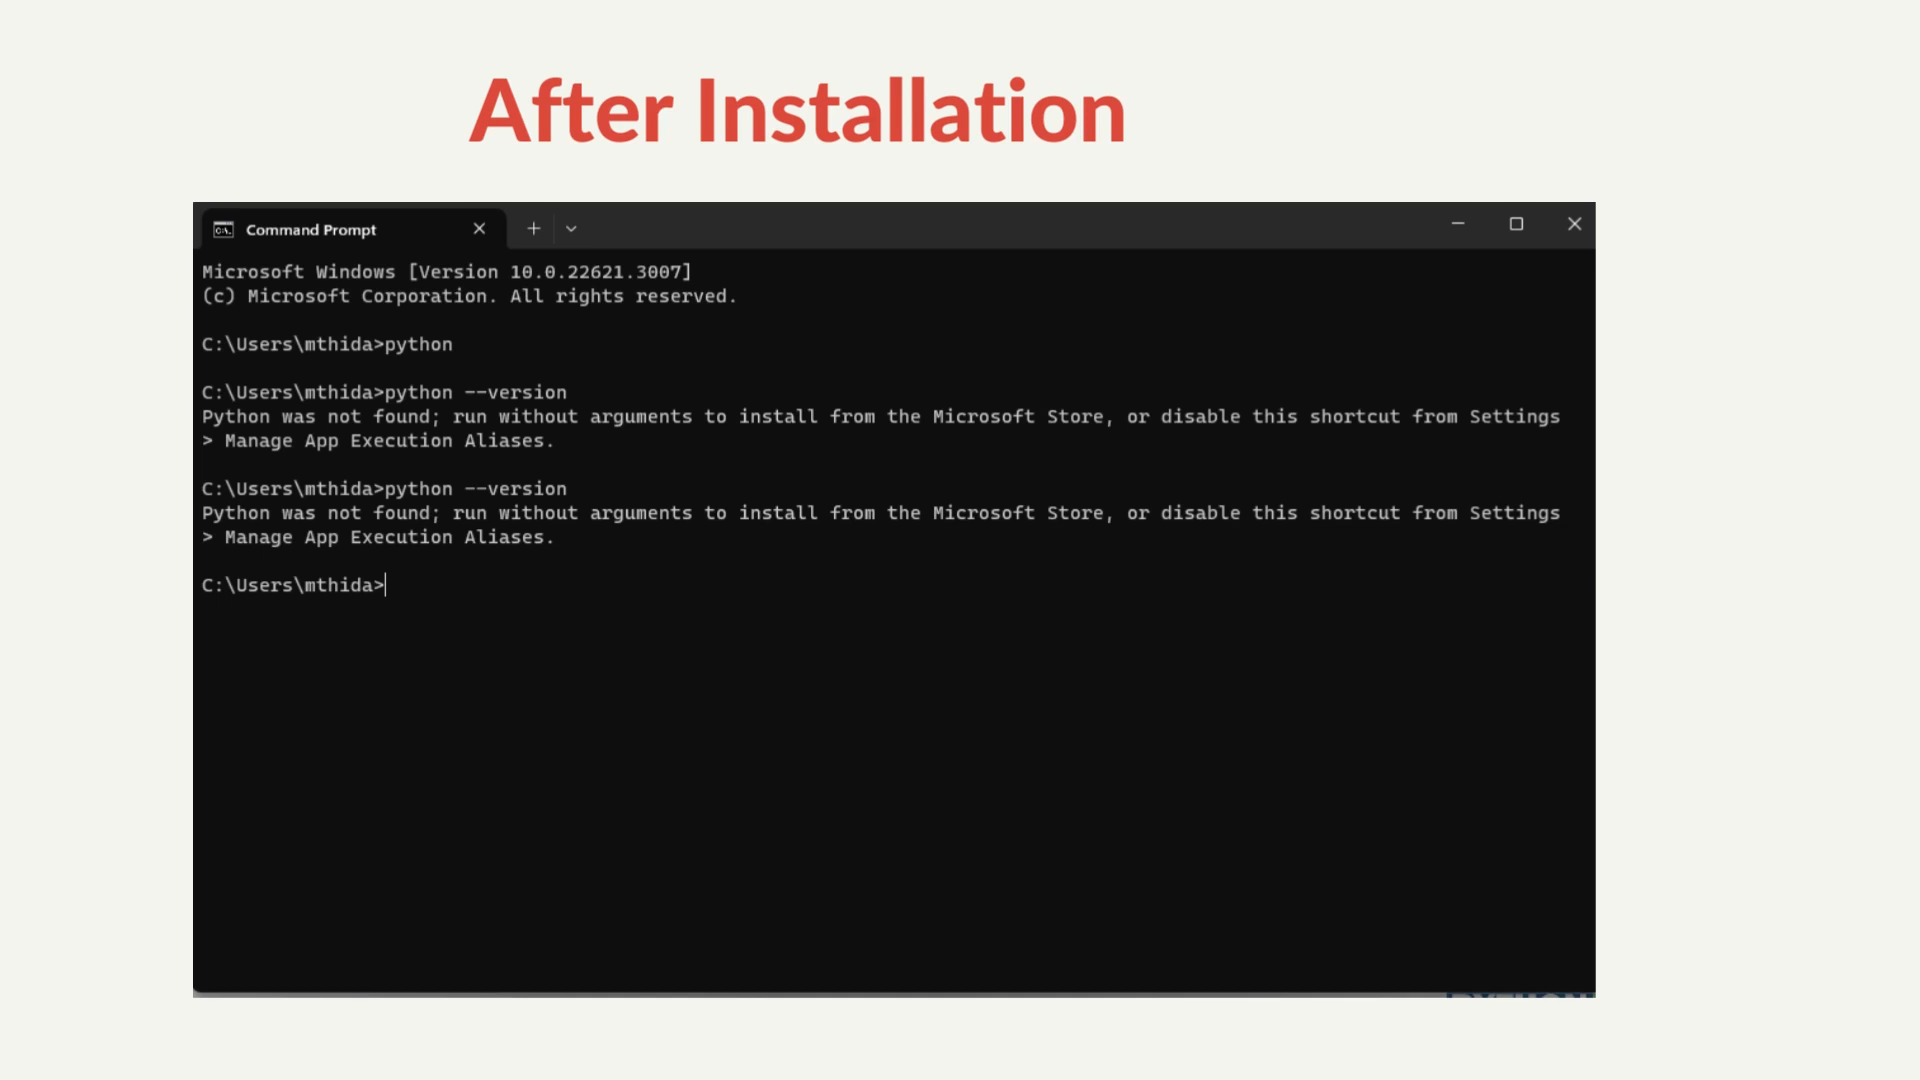 After Installation
Command Prompt
Microsoft Windows [Version 10.0.22621.3007]
(c) Microsoft Corporation. All rights reserved.
C:\Users\mthida>python
C:\Users\mthida>python --version
Python was not found; run without arguments to install from the Microsoft Store, or disable this shortcut from Settings
> Manage App Execution Aliases.
C:\Users\mthida>python --version
Python was not found; run without arguments to install from the Microsoft Store, or disable this shortcut from Settings
> Manage App Execution Aliases.
C:\Users\mthida>